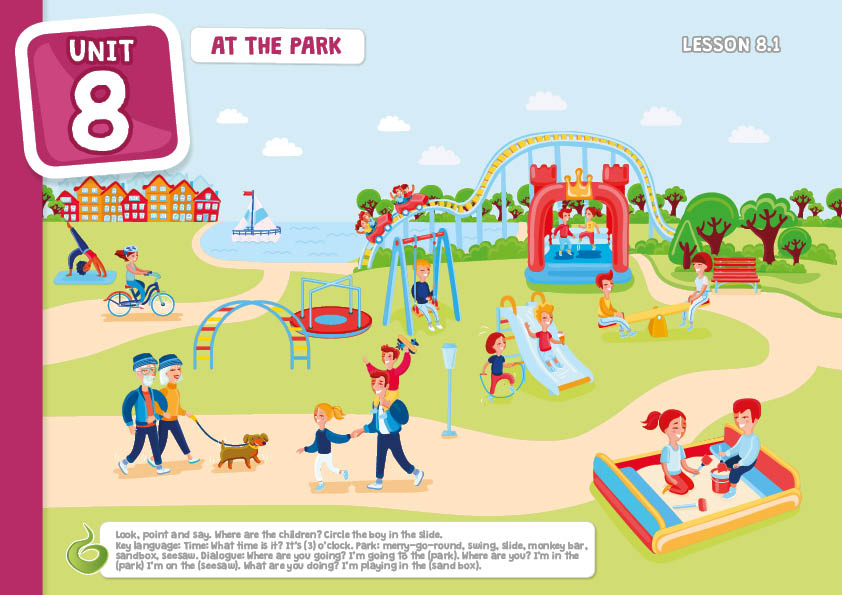 UNIT
8
AT THE PARK
LESSON 8.1
Look, point and say. Where are the children? Circle the boy in the slide.
Key language: Time: What time is it? It's (3) o'clock. Park: merry-go-round, swing, slide, monkey bar,
sandbox, seesaw. Dialogue: Where are you going? I'm going to the (park). Where are you? I'm in the
(park) I'm on the (seesaw). What are you doing? I'm playing in the (sand box).